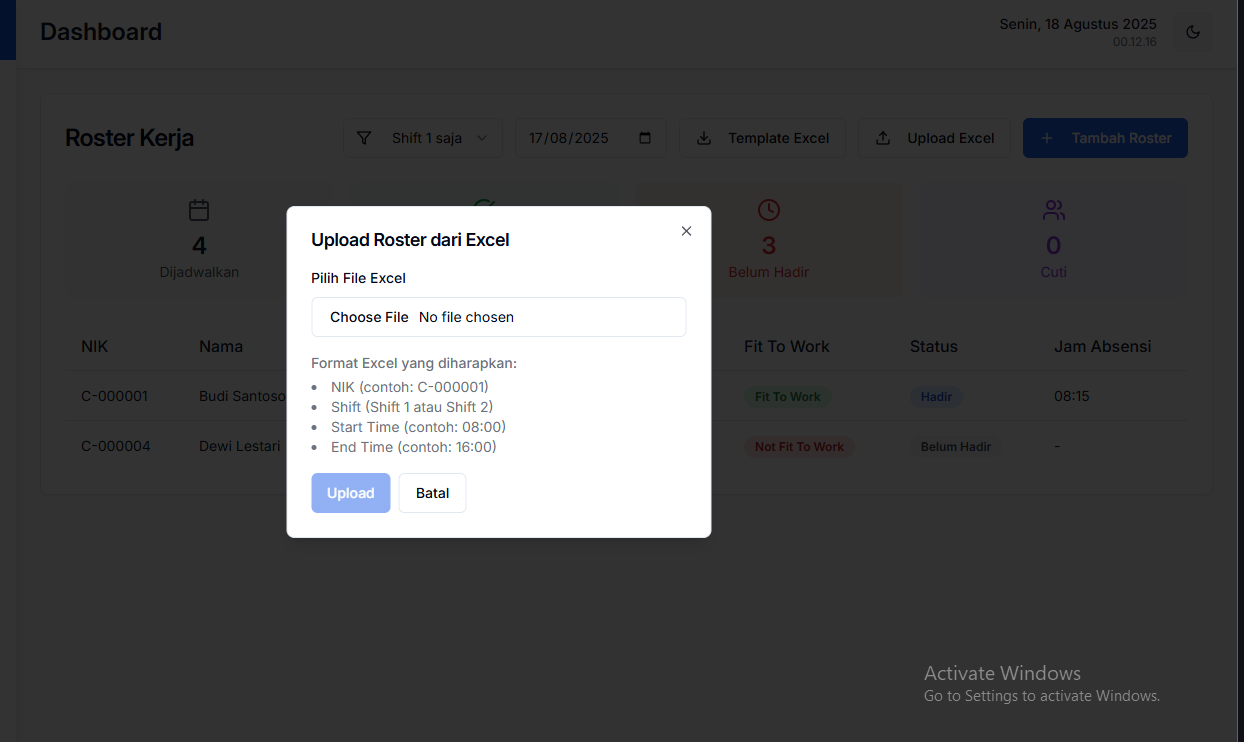 Dashboard
Senin, 18 Agustus 2025
00.12.16
Roster Kerja
Shift 1 saja
17/08/2025
Template Excel
Upload Excel
Tambah Roster
4
Dijadwalkan
3
Belum Hadir
0
Cuti
Upload Roster dari Excel
Pilih File Excel
Choose File No file chosen
Format Excel yang diharapkan:
• NIK (contoh: C-000001)
• Shift (Shift 1 atau Shift 2)
• Start Time (contoh: 08:00)
• End Time (contoh: 16:00)
Upload
Batal
NIK Nama Fit To Work Status Jam Absensi
C-000001 Budi Santoso Fit To Work Hadir 08:15
C-000004 Dewi Lestari Not Fit To Work Belum Hadir -
Activate Windows
Go to Settings to activate Windows.